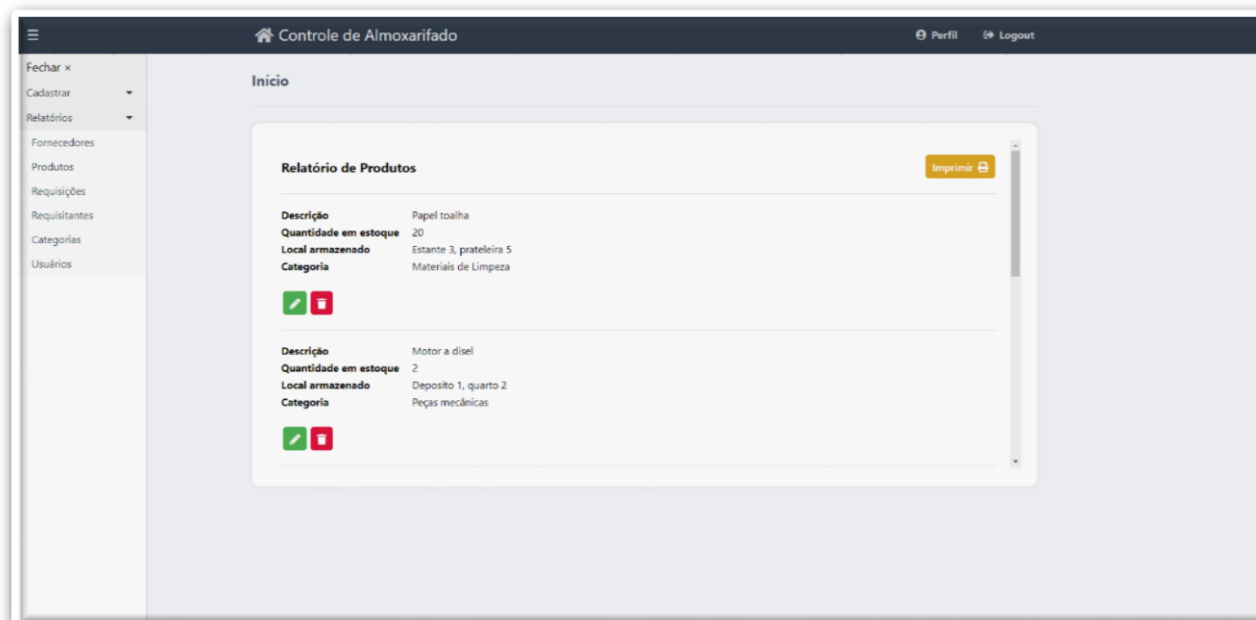 ☰ Controle de Almoxarifado Perfil Logout
Fechar ×
Cadastrar
Relatórios
Fornecedores
Produtos
Requisições
Requisitantes
Categorias
Usuários
Início
Relatório de Produtos Imprimir
Descrição Papel toalha
Quantidade em estoque 20
Local armazenado Estante 3, prateleira 5
Categoria Materiais de Limpeza
Descrição Motor a disel
Quantidade em estoque 2
Local armazenado Deposito 1, quarto 2
Categoria Peças mecânicas